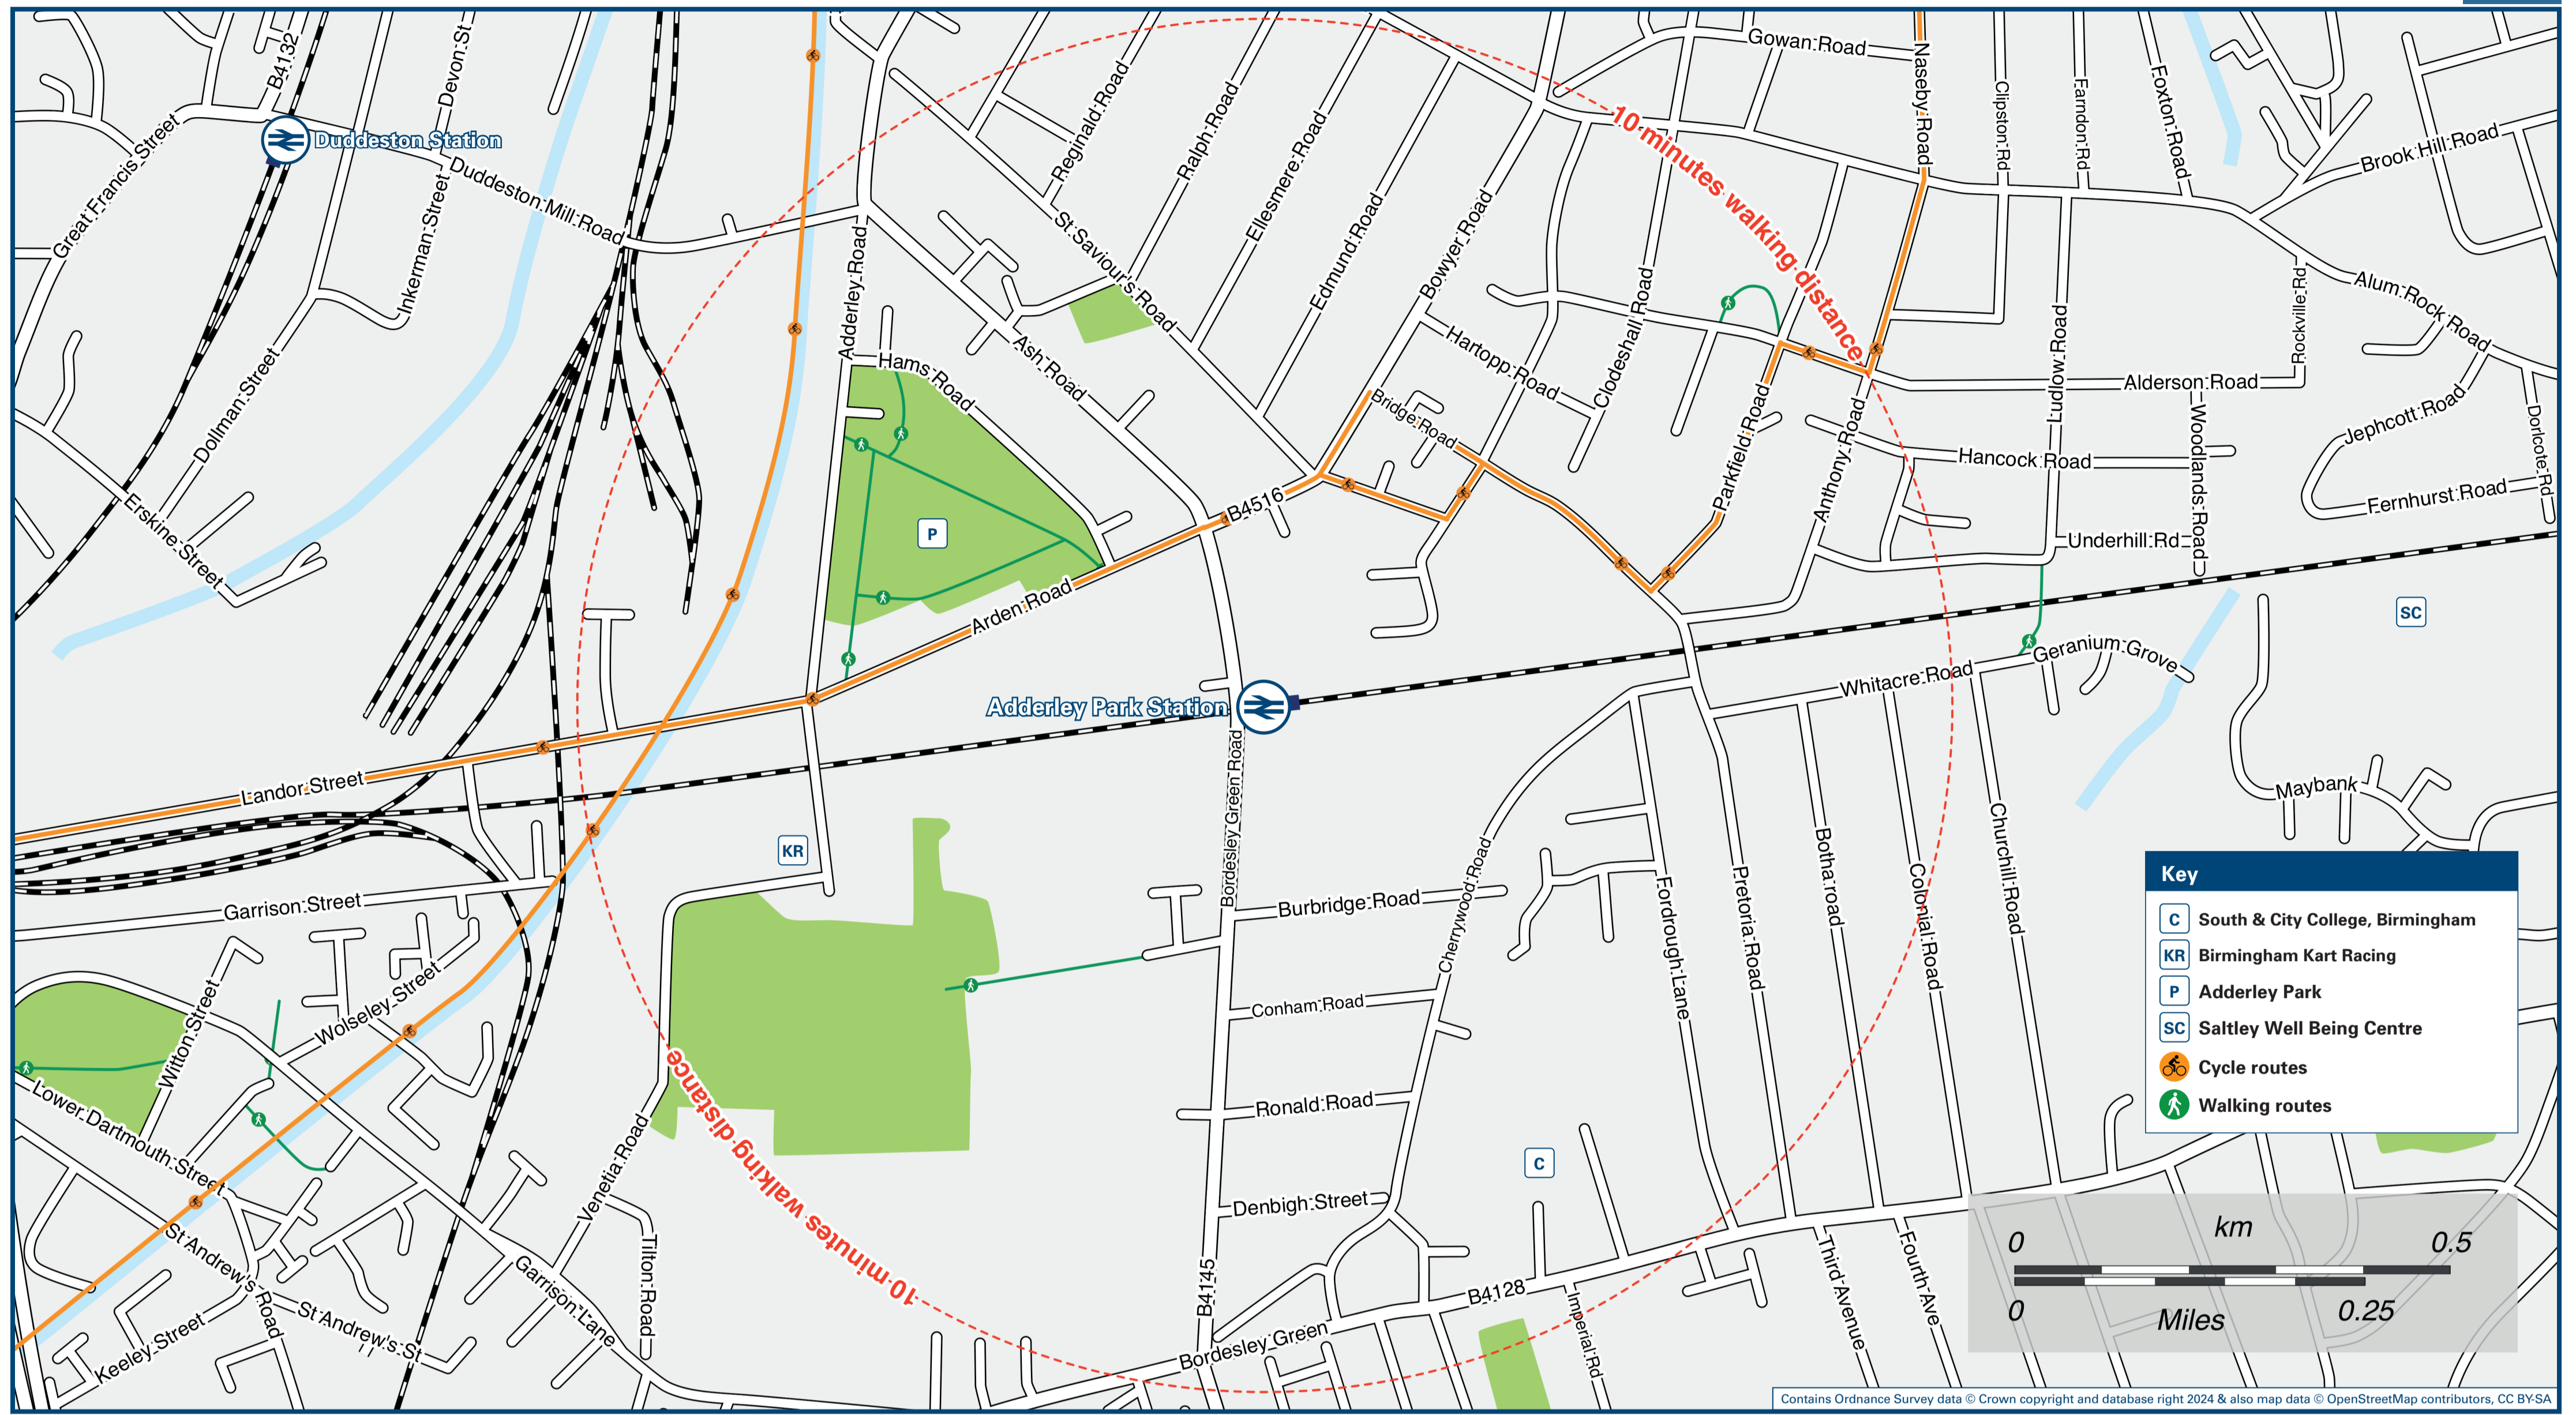 B4132
Devon St
Great Francis Street
Duddeston Station
Duddeston Mill Road
Inkerman Street
Dollman Street
Erskine Street
Adderley Road
Hams Road
Ash Road
St Saviour's Road
Reginald Road
Ralph Road
Ellesmere Road
Edmund Road
Bowyer Road
Hartopp Road
Clodeshall Road
Bridge Road
Parkfield Road
Anthony Road
Gowan Road
Naseby Road
Clipston Rd
Farndon Rd
Foxton Road
Brook Hill Road
Alum Rock Road
Rockville Rd
Ludlow Road
Alderson Road
Hancock Road
Woodlands Road
Underhill Rd
Jephcott Road
Fernhurst Road
Dorlcote Rd
10 minutes walking distance
P
B4516
Arden Road
Adderley Park Station
Landor Street
Garrison Street
KR
SC
Geranium Grove
Whitacre Road
Maybank
Bordesley Green Road
Burbridge Road
Cherrywood Road
Conham Road
Ronald Road
Denbigh Street
Fordrough Lane
Pretoria Road
Botha road
Colonial Road
Churchill Road
C
Wolseley Street
Witton Street
Lower Dartmouth Street
St Andrew's Road
St Andrew's St
Keeley Street
Garrison Lane
Venetia Road
Tilton Road
10 minutes walking distance
B4145
Bordesley Green
B4128
Imperial Rd
Third Avenue
Fourth Ave
Key
C South & City College, Birmingham
KR Birmingham Kart Racing
P Adderley Park
SC Saltley Well Being Centre
Cycle routes
Walking routes
km
0 0.5
0 0.25
Miles
Contains Ordnance Survey data © Crown copyright and database right 2024 & also map data © OpenStreetMap contributors, CC BY-SA